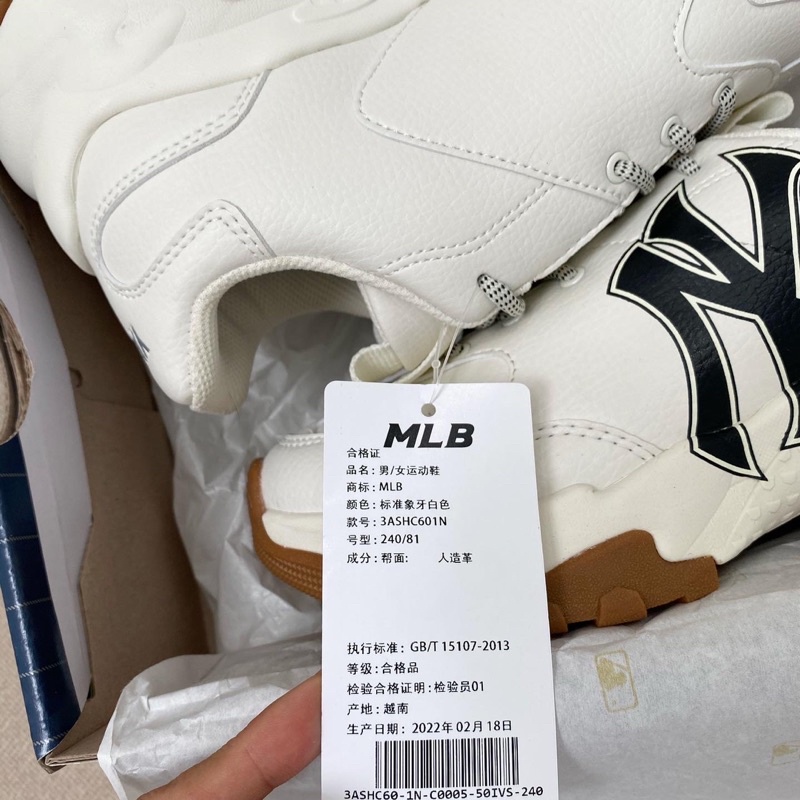 MLB
合格证
品名：男/女运动鞋
商标：MLB
颜色：标准象牙白色
款号：3ASHC601N
号型：240/81
成分：帮面： 人造革
执行标准：GB/T 15107-2013
等级：合格品
检验合格证明：检验员01
产地：越南
生产日期：2022年02月18日
3ASHC60-1N-C0005-50IVS-240
NY